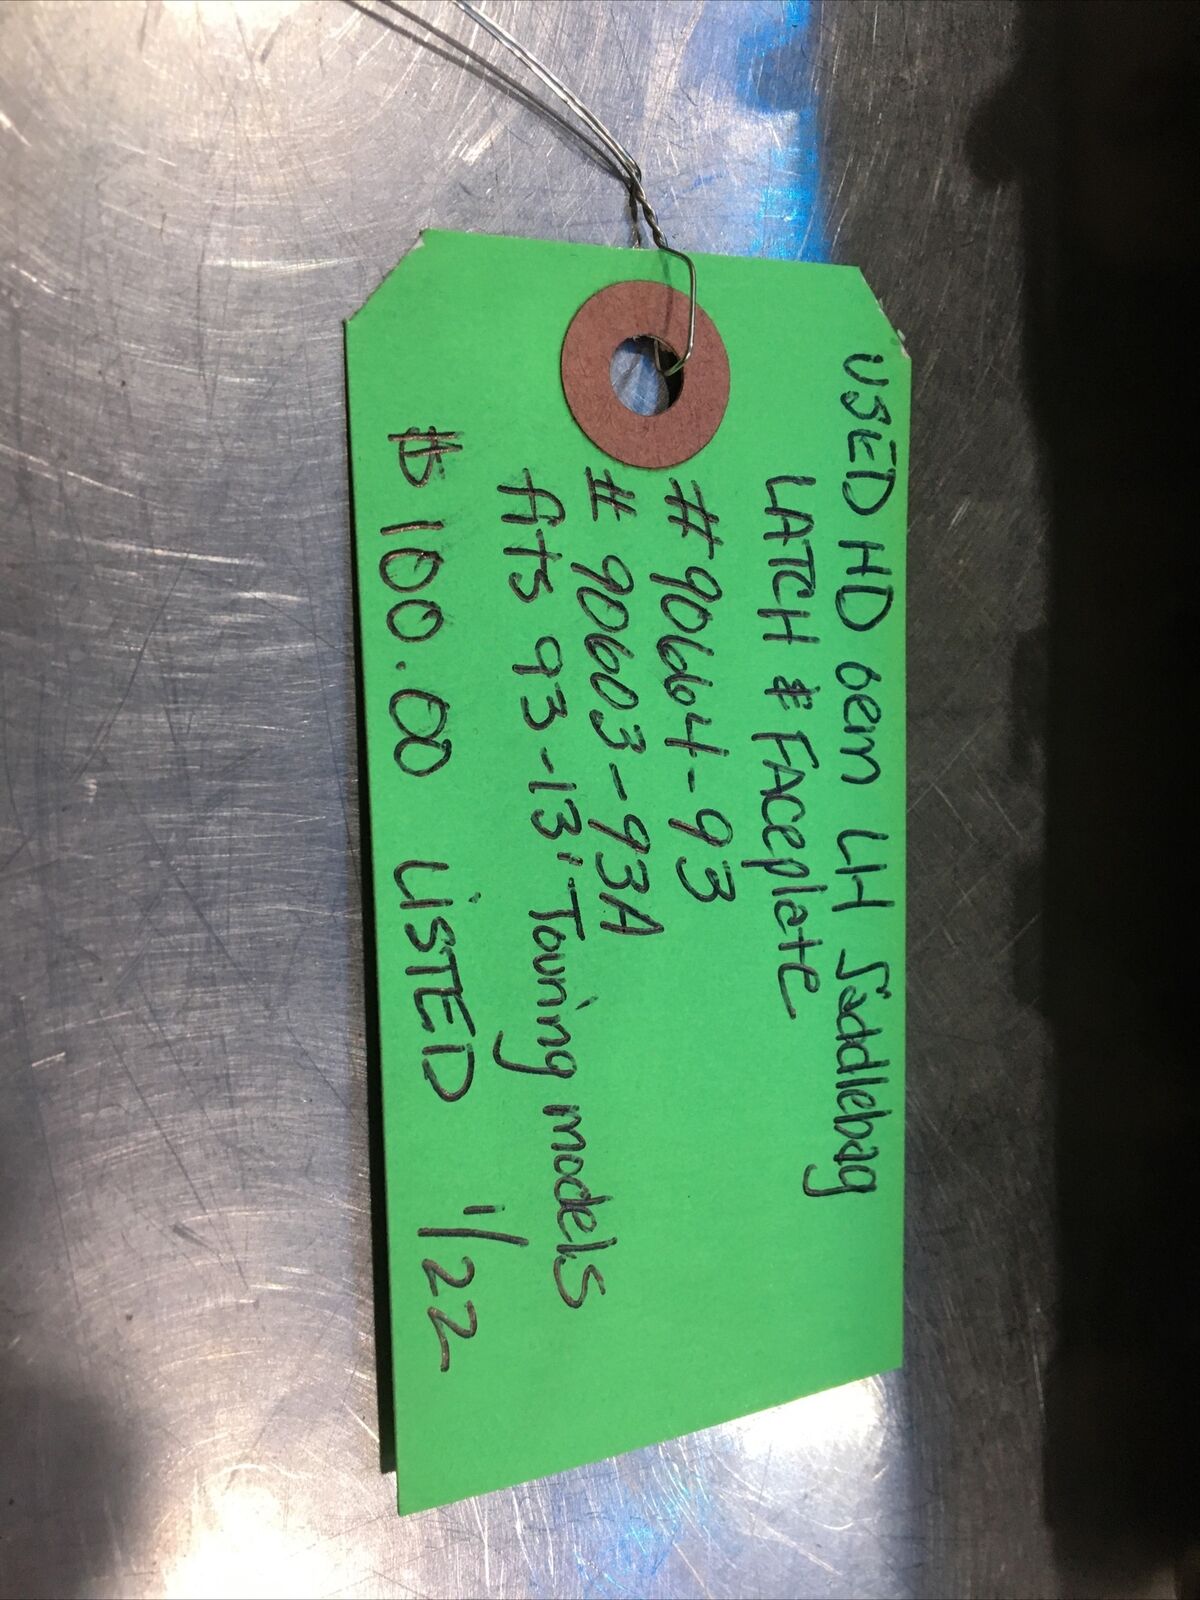 USED HD oem LH Saddlebag
LATCH & FACeplate
#90664-93
# 90603-93A
fits 93-13' Touring models
$100.00 LISTED 1/22